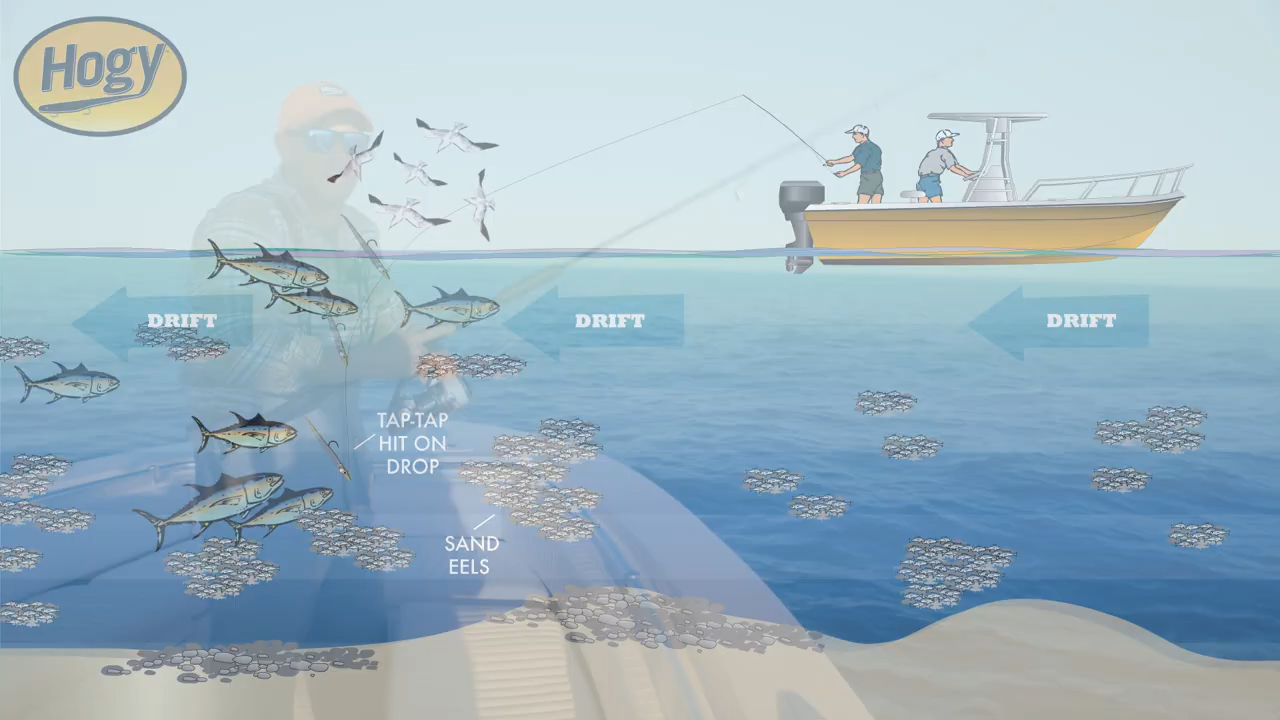 Hogy
DRIFT
DRIFT
DRIFT
TAP-TAP
HIT ON
DROP
SAND
EELS